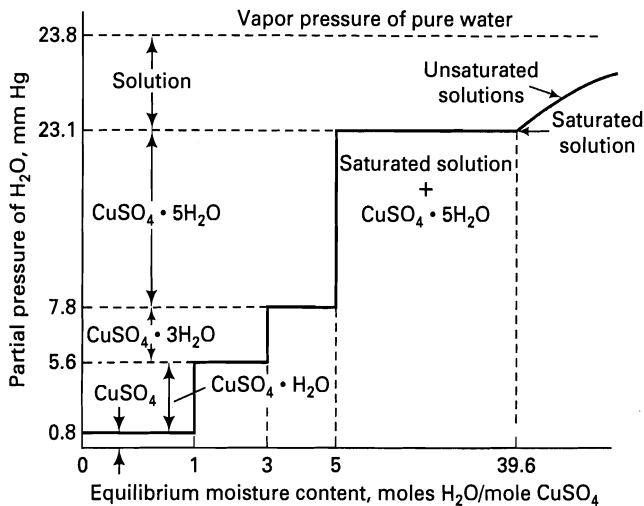 Vapor pressure of pure water
23.8
Solution
Unsaturated
solutions
23.1
Saturated
solution
Saturated solution
+
CuSO₄ • 5H₂O
CuSO₄ • 5H₂O
Partial pressure of H₂O, mm Hg
7.8
CuSO₄ • 3H₂O
5.6
CuSO₄
CuSO₄ • H₂O
0.8
0 1 3 5 39.6
Equilibrium moisture content, moles H₂O/mole CuSO₄